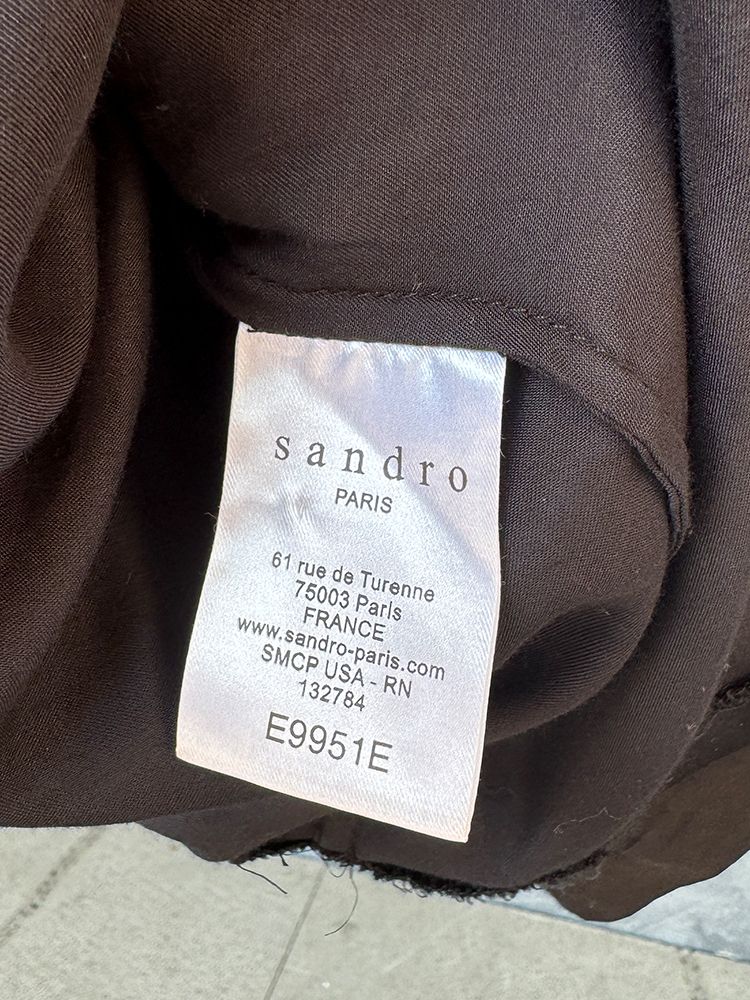 sandro
PARIS
61 rue de Turenne
75003 Paris
FRANCE
www.sandro-paris.com
SMCP USA - RN
132784
E9951E